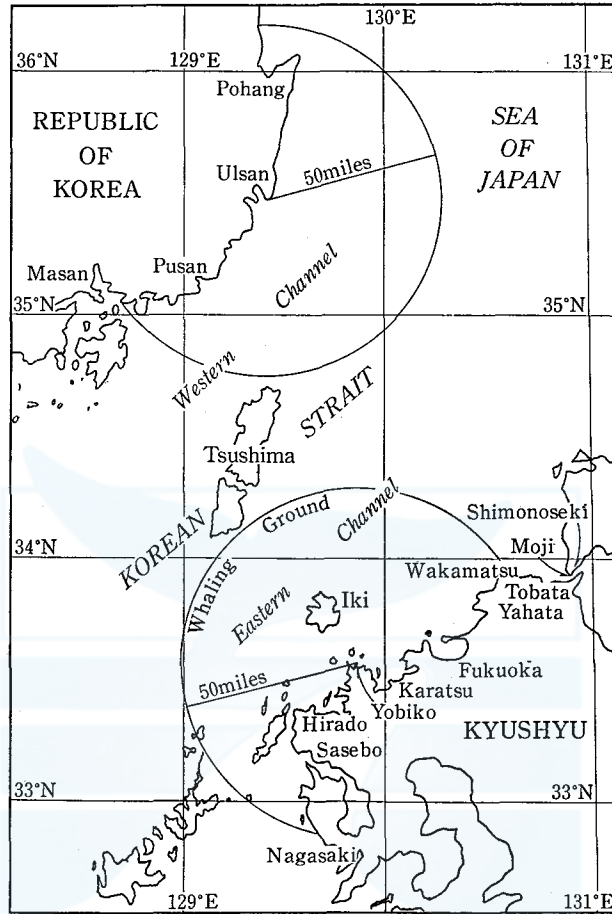 130°E
129°E
131°E
36°N
36°N
Pohang
REPUBLIC
OF
KOREA
SEA
OF
JAPAN
Ulsan
50miles
Masan
Pusan
Channel
35°N
35°N
Western
STRAIT
Tsushima
KOREAN
Ground
Channel
Shimonoseki
34°N
Moji
Wakamatsu
Whaling
Tobata
Yahata
Eastern
Iki
50miles
Fukuoka
Karatsu
Yobiko
Hirado
KYUSHYU
Sasebo
33°N
33°N
Nagasaki
129°E
130°E
131°E